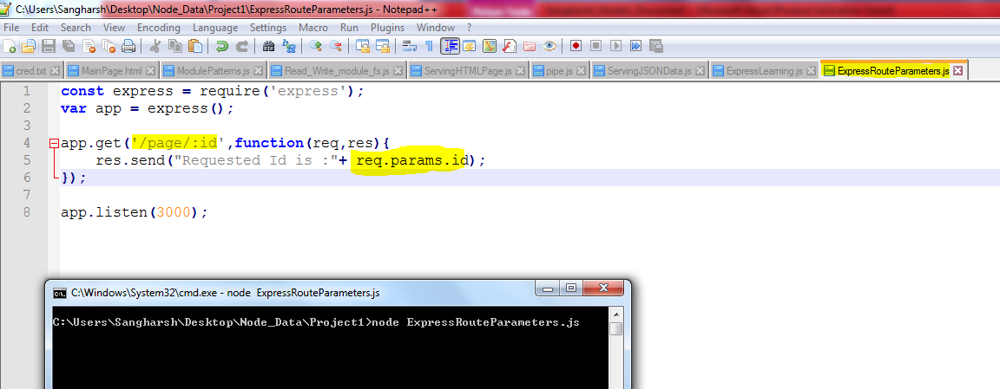 C:\Users\Sangharsh\Desktop\Node_Data\Project1\ExpressRouteParameters.js - Notepad++
File Edit Search View Encoding Language Settings Macro Run Plugins Window ?
cred.txt MainPage.html ModulePatterns.js Read_Write_module_fs.js ServingHTMLPage.js pipe.js ServingJSONData.js ExpressLearning.js ExpressRouteParameters.js
1 const express = require('express');
2 var app = express();
3
4 app.get('/page/:id',function(req,res){
5 res.send("Requested Id is :"+ req.params.id);
6 });
7
8 app.listen(3000);
C:\Windows\System32\cmd.exe - node ExpressRouteParameters.js
C:\Users\Sangharsh\Desktop\Node_Data\Project1>node ExpressRouteParameters.js